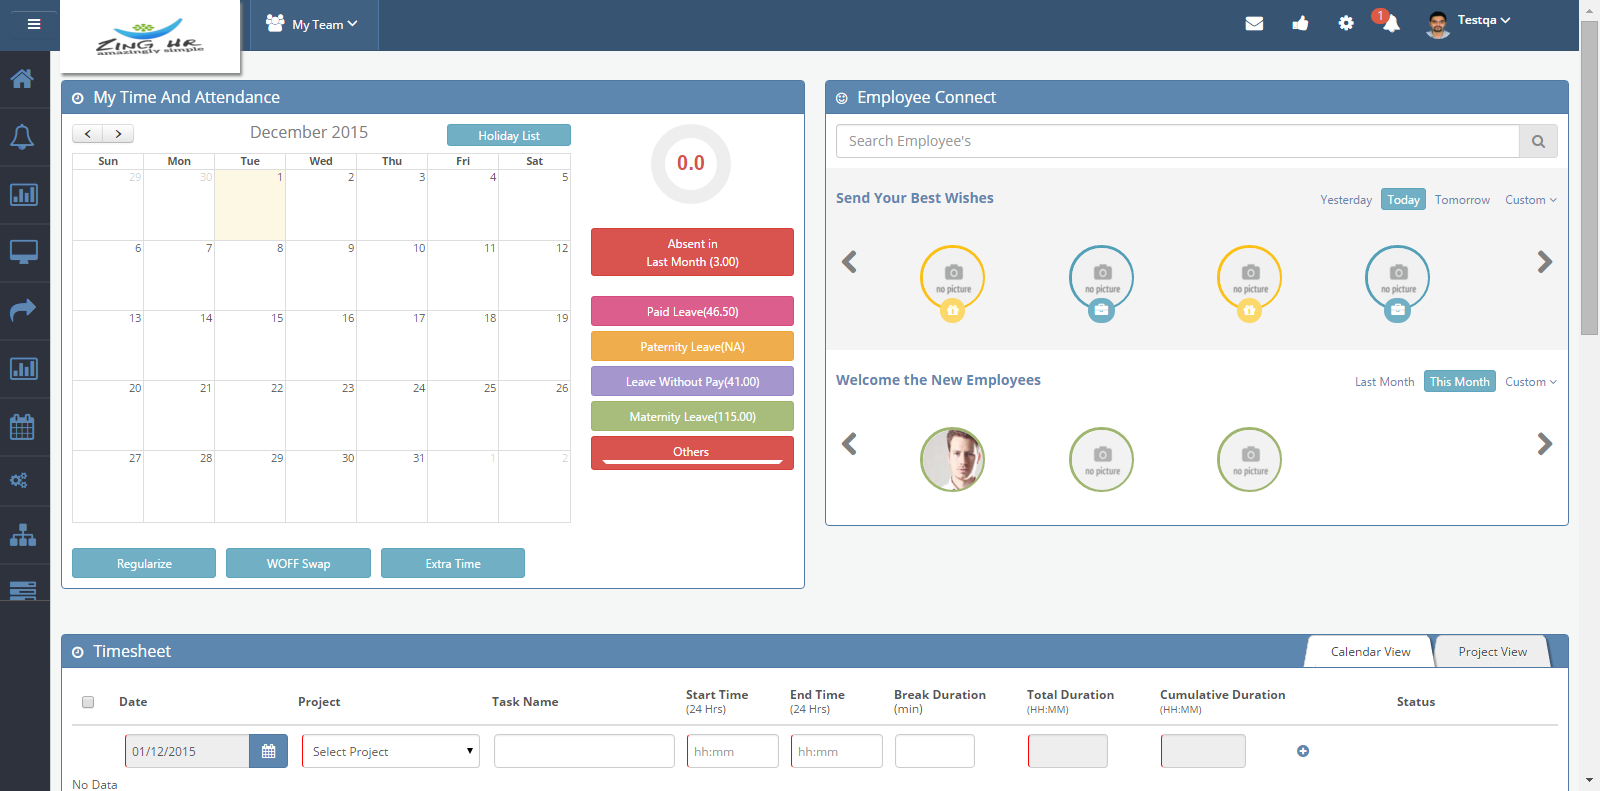 ZING HR
amazingly simple
My Team
1
Testqa
My Time And Attendance
December 2015
Holiday List
Sun Mon Tue Wed Thu Fri Sat
29 30 1 2 3 4 5
6 7 8 9 10 11 12
13 14 15 16 17 18 19
20 21 22 23 24 25 26
27 28 29 30 31 1 2
0.0
Absent in
Last Month (3.00)
Paid Leave(46.50)
Paternity Leave(NA)
Leave Without Pay(41.00)
Maternity Leave(115.00)
Others
Regularize WOFF Swap Extra Time
Employee Connect
Search Employee's
Send Your Best Wishes
Yesterday Today Tomorrow Custom
no picture no picture no picture no picture
Welcome the New Employees
Last Month This Month Custom
no picture no picture
Timesheet
Calendar View Project View
Date Project Task Name Start Time End Time Break Duration Total Duration Cumulative Duration Status
(24 Hrs) (24 Hrs) (min) (HH:MM) (HH:MM)
01/12/2015 Select Project hh:mm hh:mm
No Data